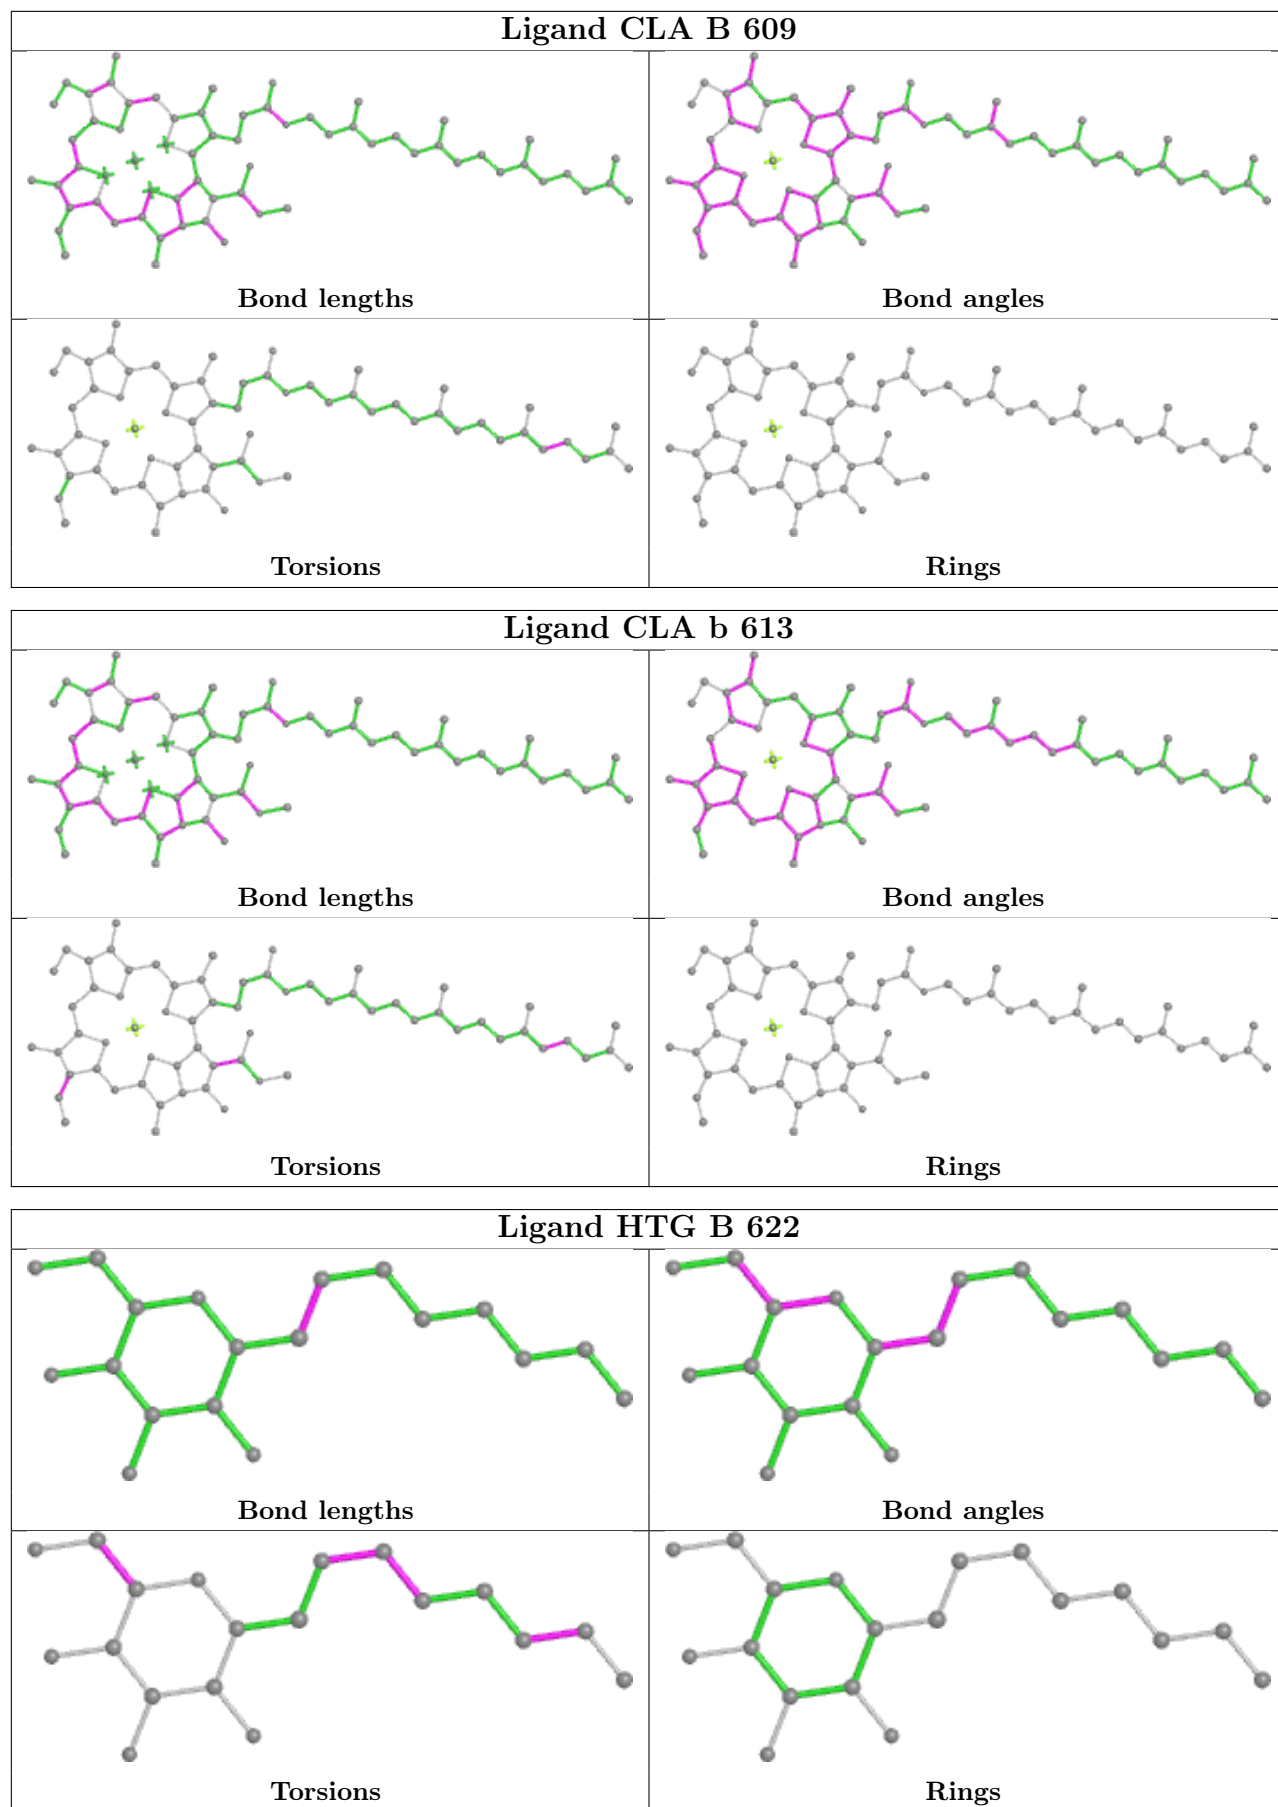 Ligand CLA B 609
Bond lengths
Bond angles
Torsions
Rings
Ligand CLA b 613
Bond lengths
Bond angles
Torsions
Rings
Ligand HTG B 622
Bond lengths
Bond angles
Torsions
Rings